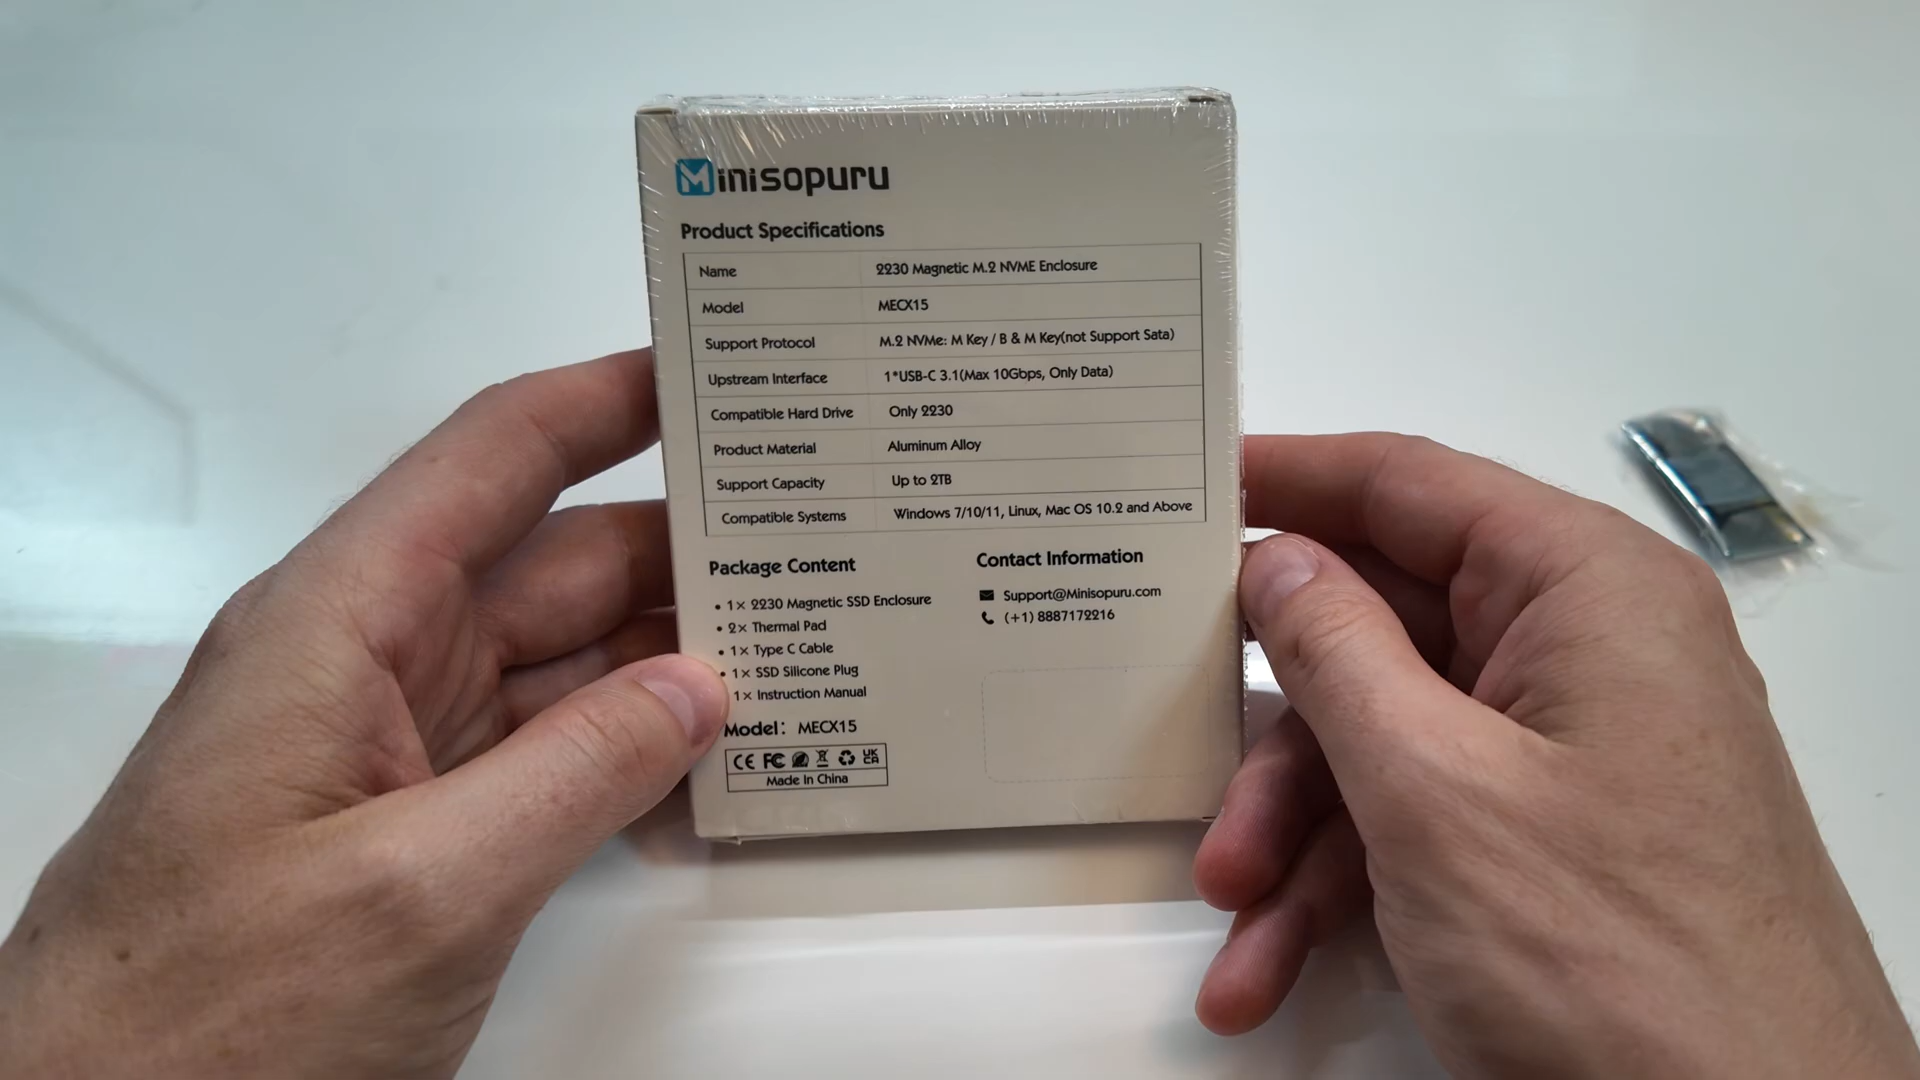 Minisopuru
Product Specifications
Name 2230 Magnetic M.2 NVME Enclosure
Model MECX15
Support Protocol M.2 NVMe: M Key / B & M Key(not Support Sata)
Upstream Interface 1*USB-C 3.1(Max 10Gbps, Only Data)
Compatible Hard Drive Only 2230
Product Material Aluminum Alloy
Support Capacity Up to 2TB
Compatible Systems Windows 7/10/11, Linux, Mac OS 10.2 and Above
Package Content
• 1× 2230 Magnetic SSD Enclosure
• 2× Thermal Pad
• 1× Type C Cable
• 1× SSD Silicone Plug
1× Instruction Manual
Contact Information
Support@Minisopuru.com
(+1) 8887172216
Model: MECX15
CE FC UK CA
Made In China